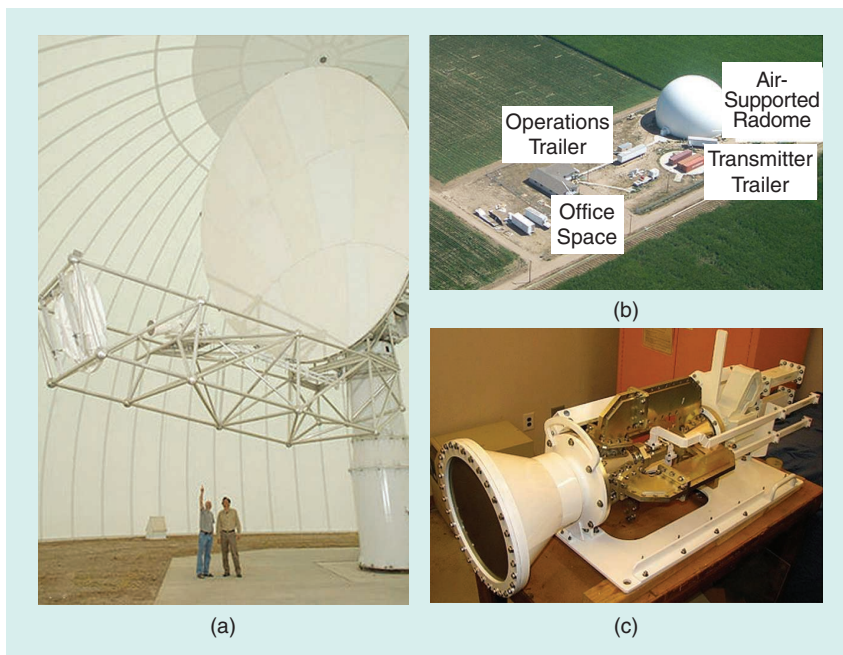 Operations
Trailer
Air-
Supported
Radome
Transmitter
Trailer
Office
Space
(b)
(a)
(c)